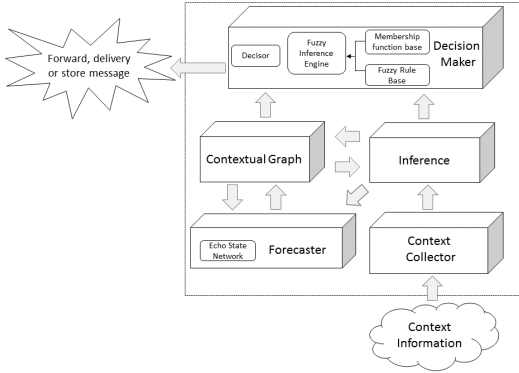 Forward, delivery
or store message
Decisor
Fuzzy
Inference
Engine
Membership
function base
Fuzzy Rule
Base
Decision
Maker
Contextual Graph
Inference
Echo State
Network
Forecaster
Context
Collector
Context
Information